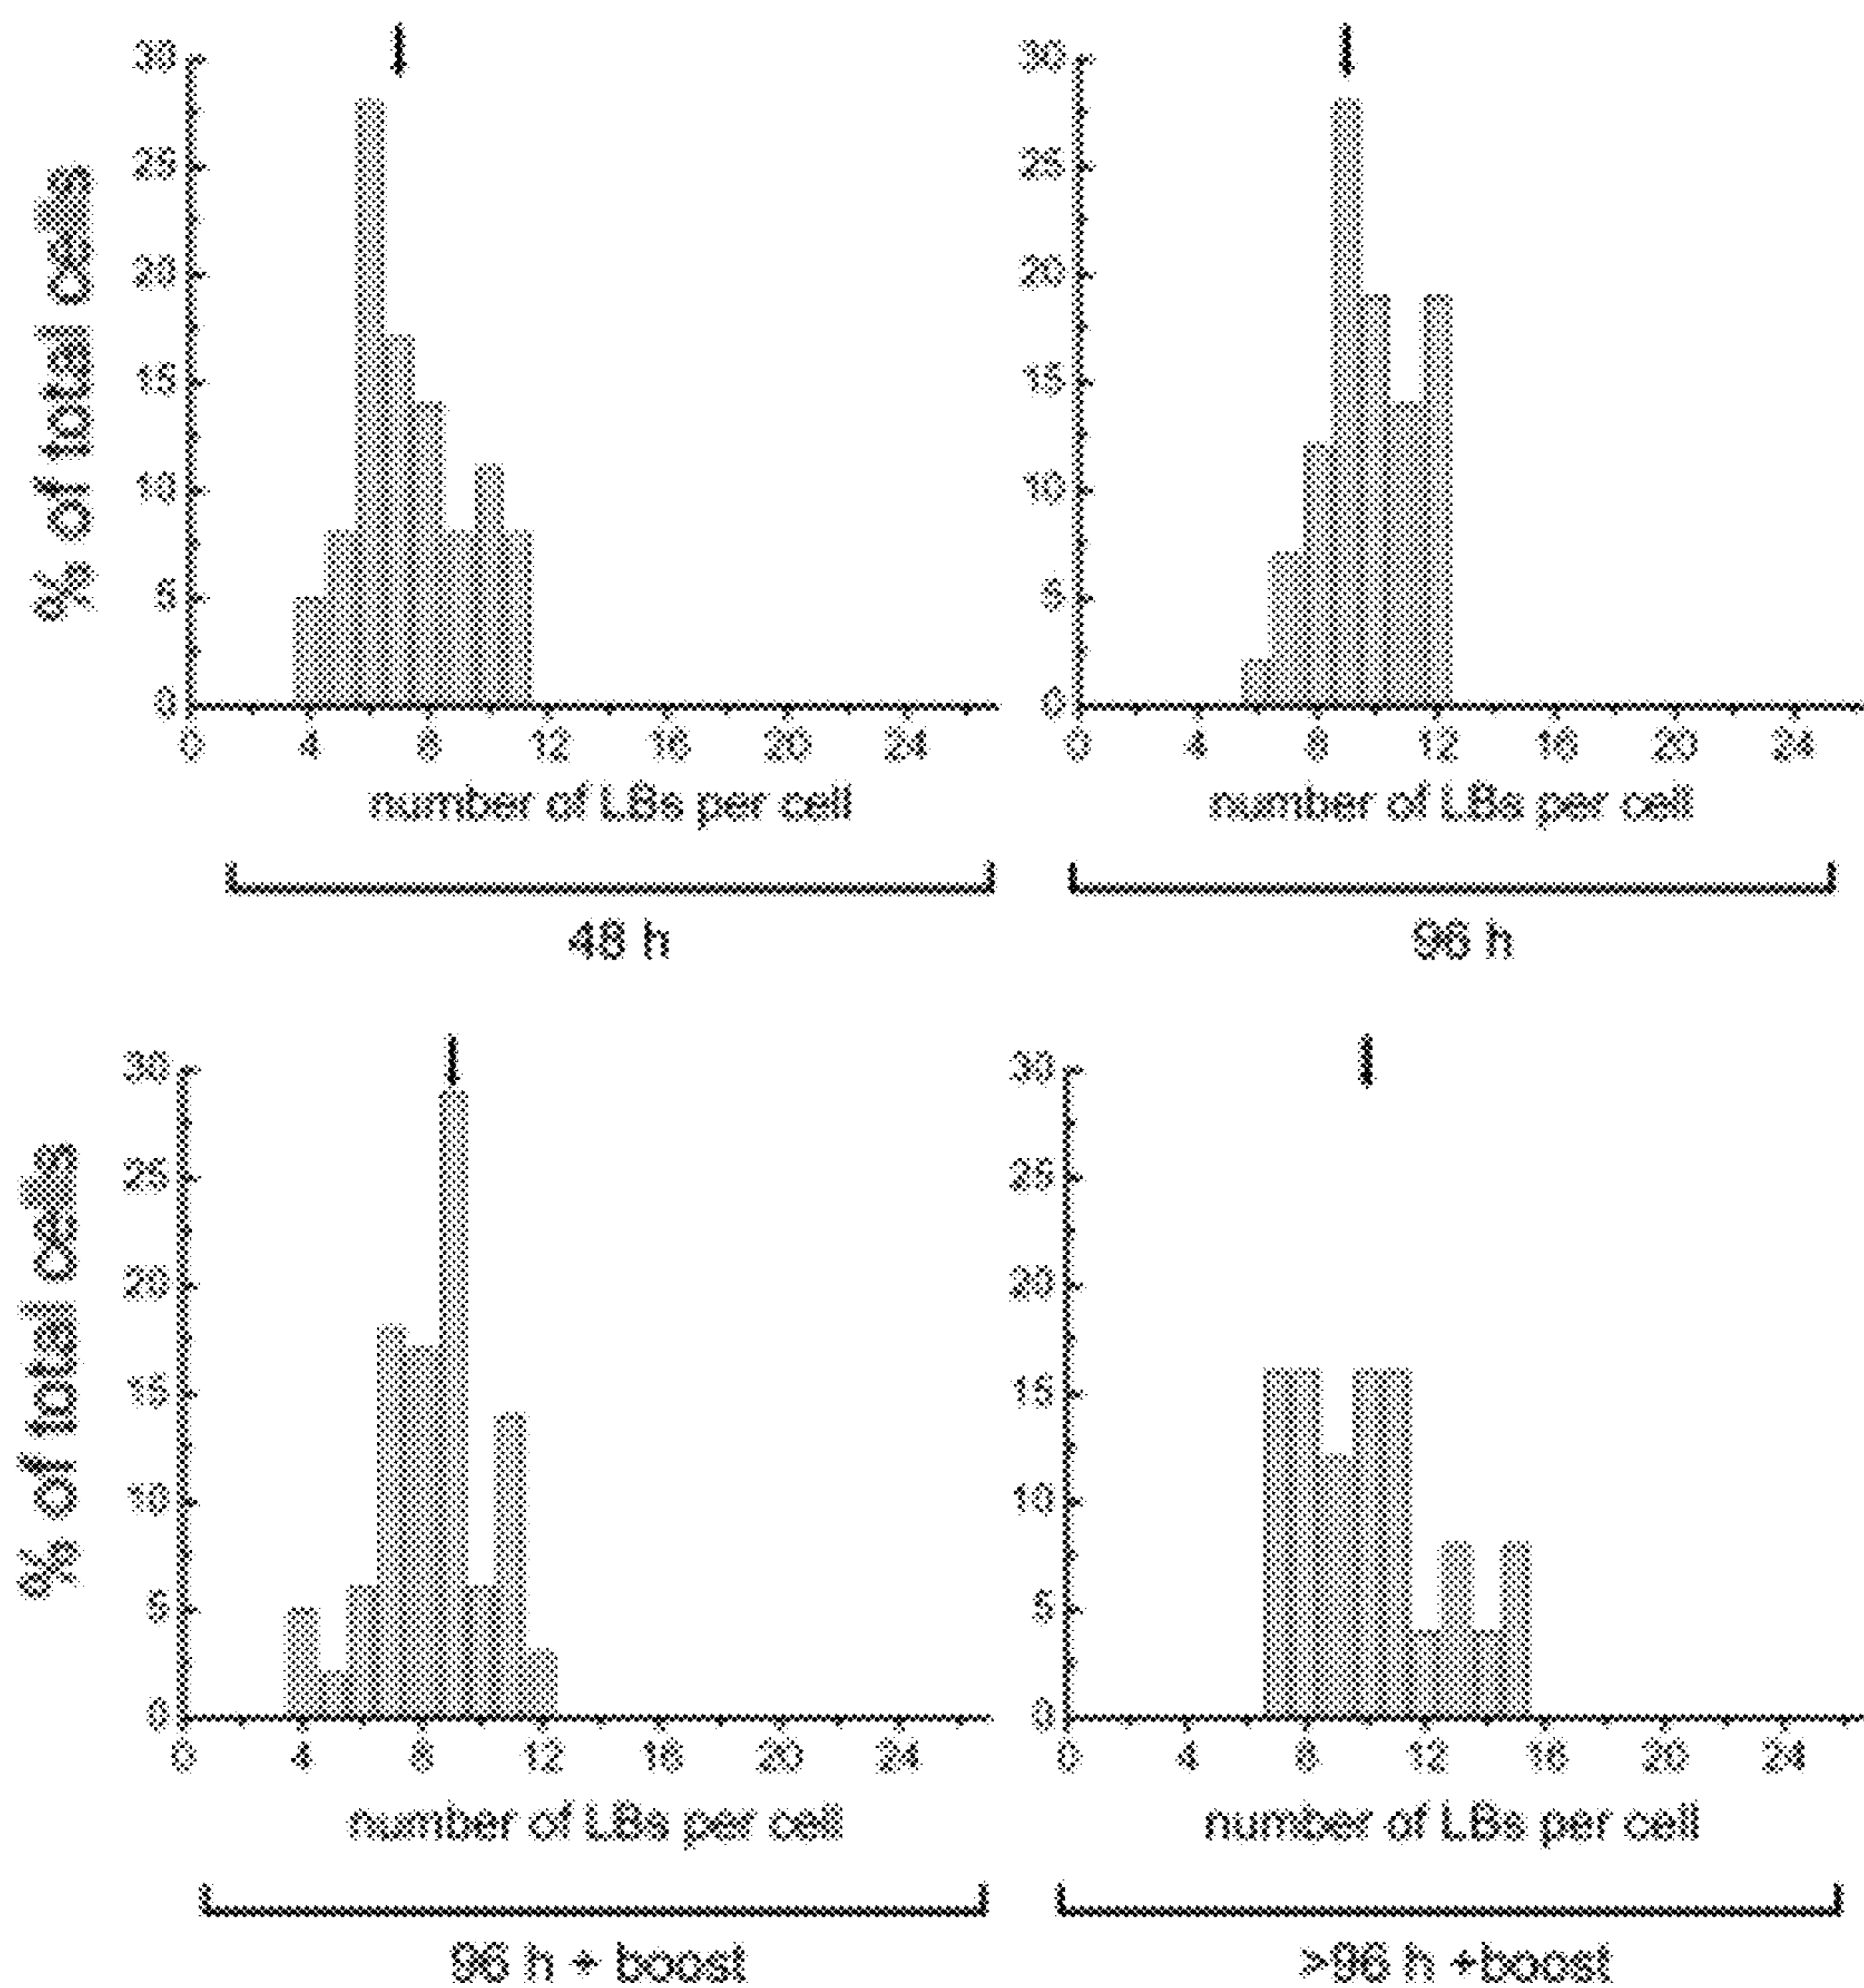 30
25
20
15
10
5
0
% of total cells
0 4 8 12 16 20 24
number of LBs per cell
48 h
30
25
20
15
10
5
0
0 4 8 12 16 20 24
number of LBs per cell
96 h
30
25
20
15
10
5
0
% of total cells
0 4 8 12 16 20 24
number of LBs per cell
96 h + boost
30
25
20
15
10
5
0
0 4 8 12 16 20 24
number of LBs per cell
>96 h +boost